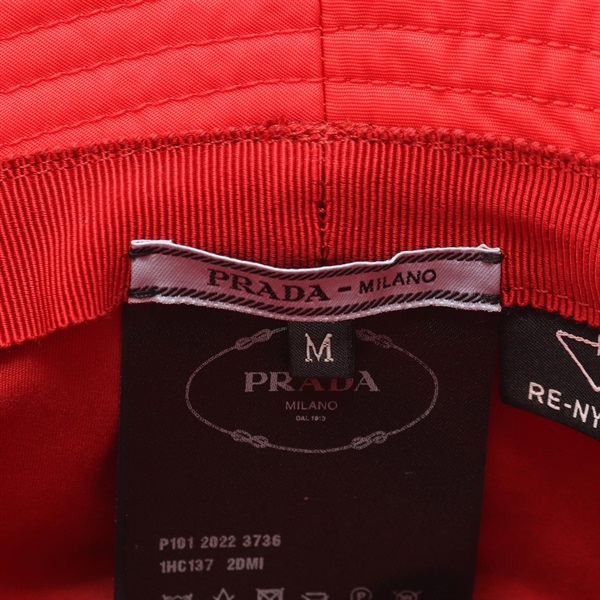 PRADA - MILANO
M
PRADA
MILANO
DAL 1913
RE-NY
P101 2022 3736
1HC137 2DMI